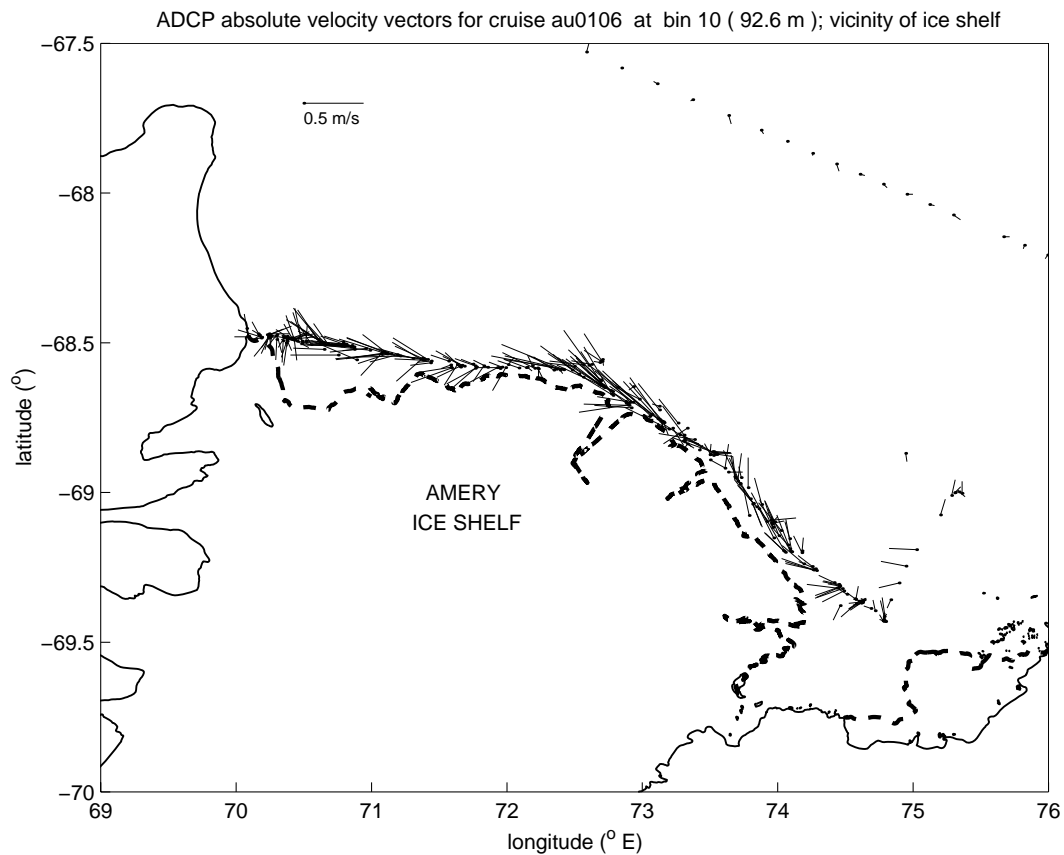 ADCP absolute velocity vectors for cruise au0106 at bin 10 ( 92.6 m ); vicinity of ice shelf
−67.5
0.5 m/s
−68
−68.5
latitude (°)
−69
AMERY
ICE SHELF
−69.5
−70
69 70 71 72 73 74 75 76
longitude (° E)